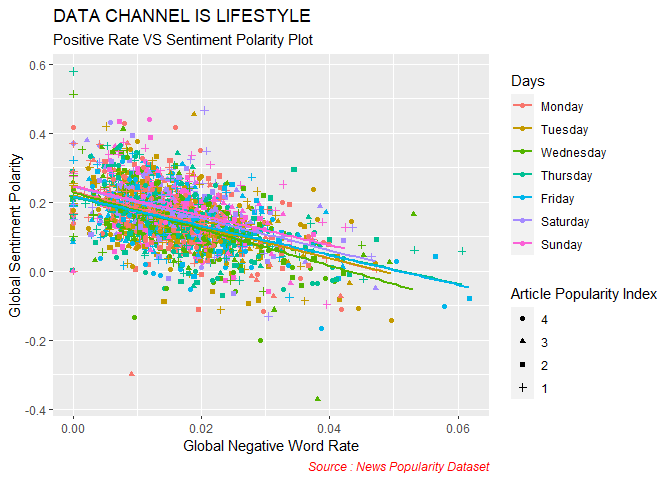 DATA CHANNEL IS LIFESTYLE
Positive Rate VS Sentiment Polarity Plot
0.6
0.4
0.2
0.0
-0.2
-0.4
Global Sentiment Polarity
0.00
0.02
0.04
0.06
Global Negative Word Rate
Source : News Popularity Dataset
Days
Monday
Tuesday
Wednesday
Thursday
Friday
Saturday
Sunday
Article Popularity Index
4
3
2
1